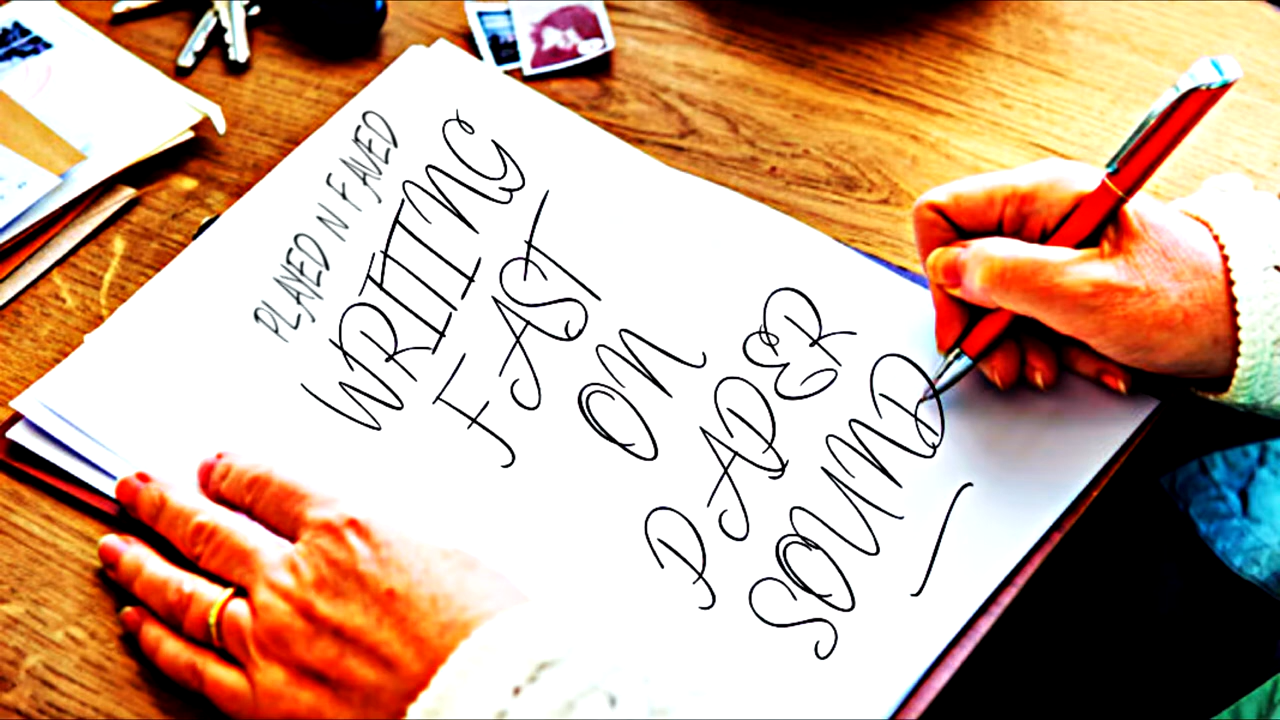 PLAYED N FAVED
WRITING
FAST
ON
PAPER
SOUND